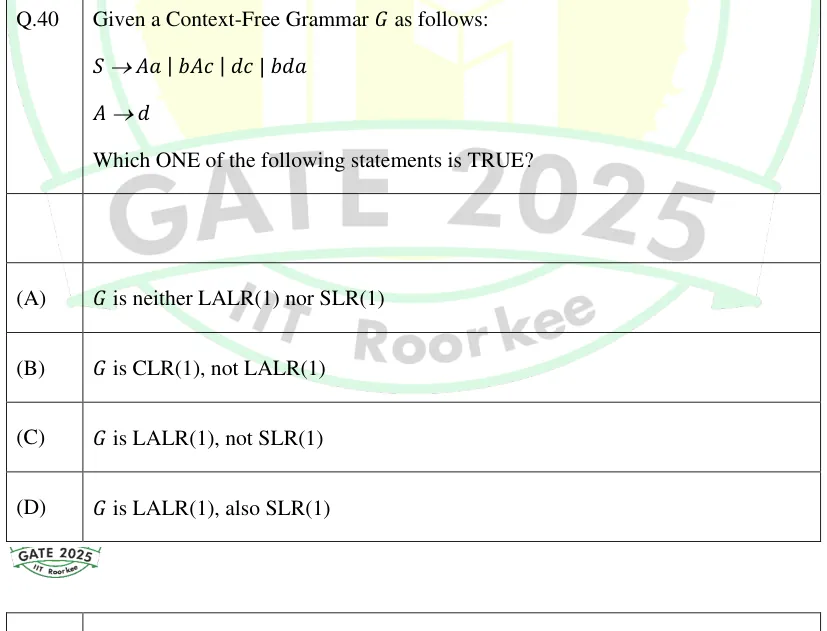 Q.40 Given a Context-Free Grammar G as follows:
S → Aa | bAc | dc | bda
A → d
Which ONE of the following statements is TRUE?
GATE 2025
(A) G is neither LALR(1) nor SLR(1)
IIT Roorkee
(B) G is CLR(1), not LALR(1)
(C) G is LALR(1), not SLR(1)
(D) G is LALR(1), also SLR(1)
GATE 2025
IIT Roorkee